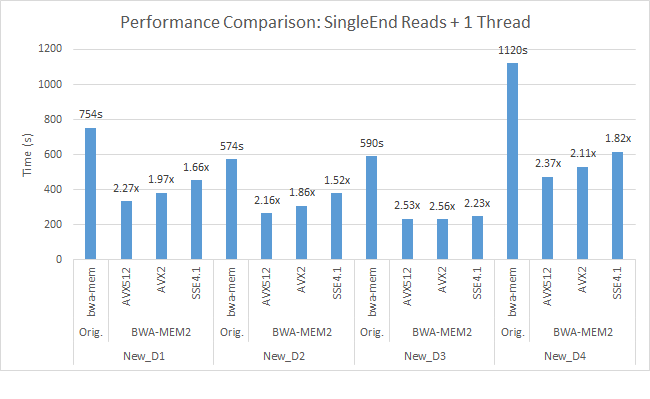 Performance Comparison: SingleEnd Reads + 1 Thread
Time (s)
1200
1000
800
600
400
200
0
754s
2.27x
1.97x
1.66x
574s
2.16x
1.86x
1.52x
590s
2.53x
2.56x
2.23x
1120s
2.37x
2.11x
1.82x
bwa-mem
AVX512
AVX2
SSE4.1
bwa-mem
AVX512
AVX2
SSE4.1
bwa-mem
AVX512
AVX2
SSE4.1
bwa-mem
AVX512
AVX2
SSE4.1
Orig. BWA-MEM2 Orig. BWA-MEM2 Orig. BWA-MEM2 Orig. BWA-MEM2
New_D1 New_D2 New_D3 New_D4